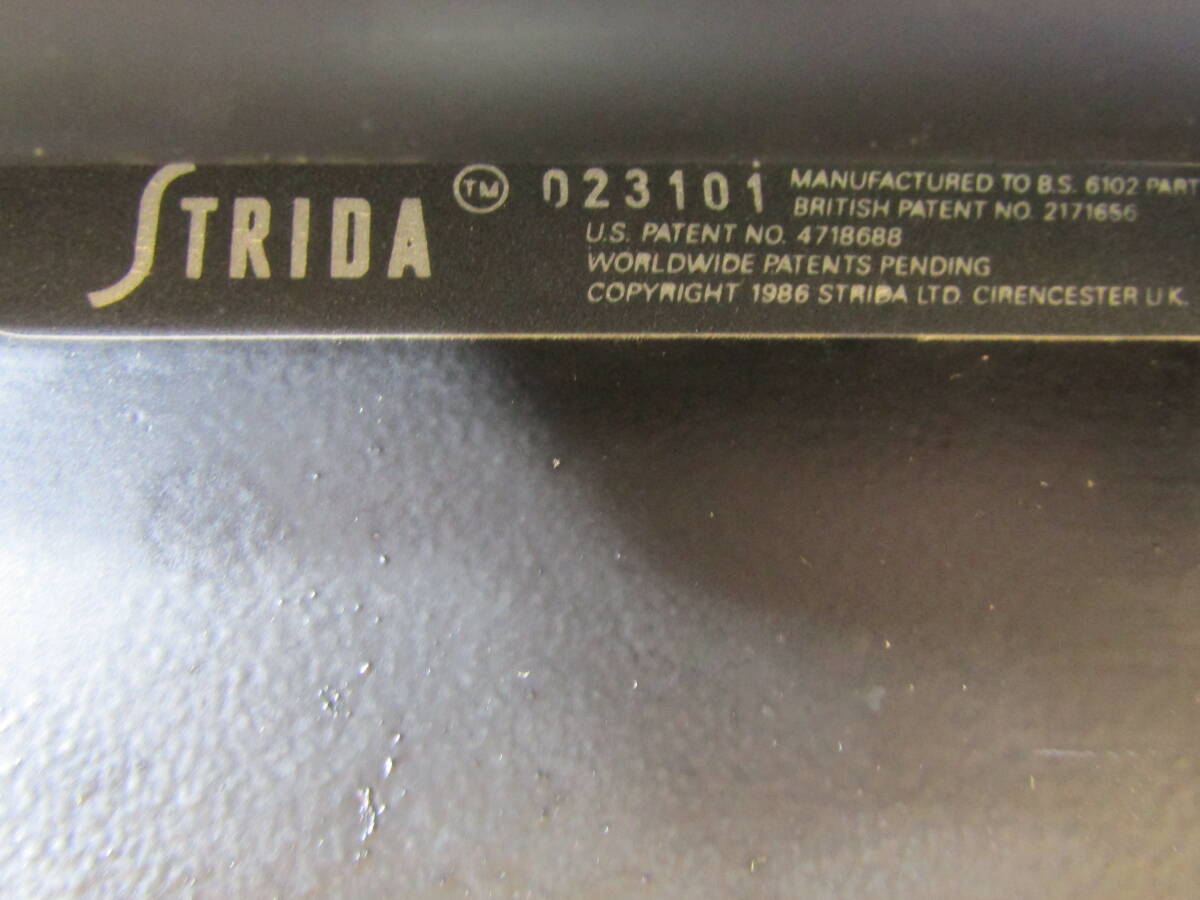 STRIDA ™ 023101 MANUFACTURED TO B.S. 6102 PART
BRITISH PATENT NO. 2171656
U.S. PATENT NO. 4718688
WORLDWIDE PATENTS PENDING
COPYRIGHT 1986 STRIDA LTD. CIRENCESTER U.K.